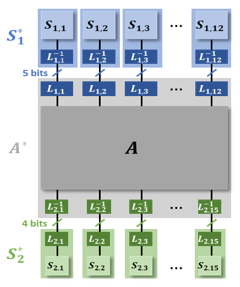 S₁,₁ S₁,₂ S₁,₃ ... S₁,₁₂
S₁*
L₁,₁⁻¹ L₁,₂⁻¹ L₁,₃⁻¹ L₁,₁₂⁻¹
5 bits
L₁,₁ L₁,₂ L₁,₃ ... L₁,₁₂
A* A
L₂,₁⁻¹ L₂,₂⁻¹ L₂,₃⁻¹ ... L₂.₁₅⁻¹
4 bits
L₂,₁ L₂,₂ L₂,₃ L₂.₁₅
S₂*
S₂.₁ S₂.₂ S₂.₃ ... S₂.₁₅